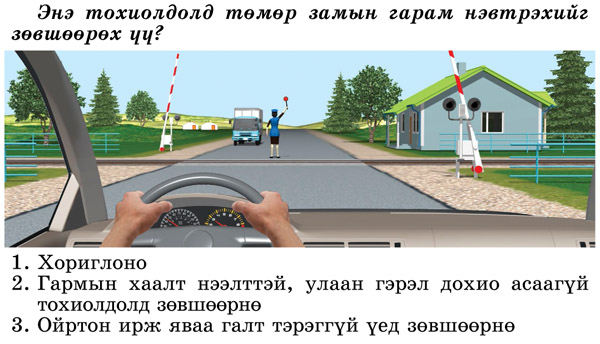 Энэ тохиолдолд төмөр замын гарам нэвтрэхийг
зөвшөөрөх үү?
1. Хориглоно
2. Гармын хаалт нээлттэй, улаан гэрэл дохио асаагүй
тохиолдолд зөвшөөрнө
3. Ойртон ирж яваа галт тэрэггүй үед зөвшөөрнө